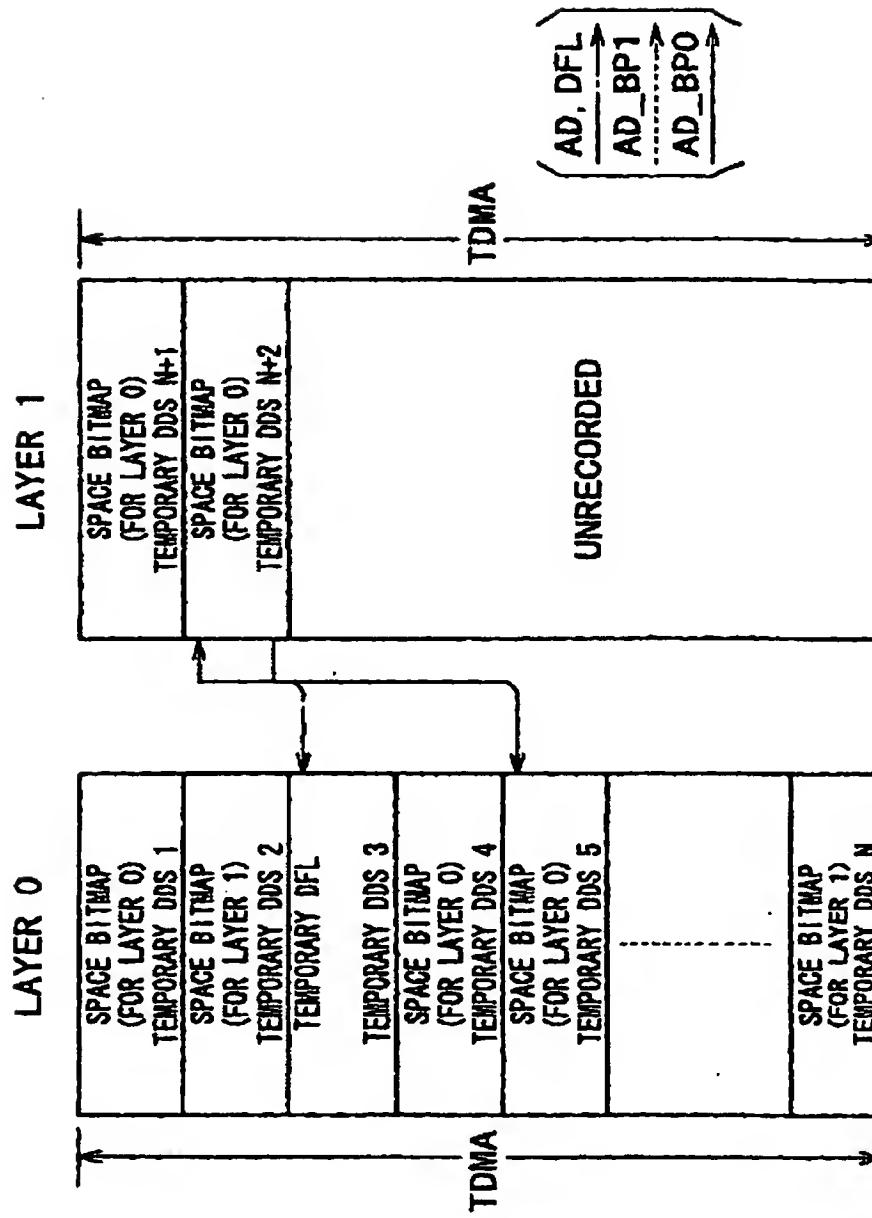 LAYER 0
TDMA
SPACE BITMAP
(FOR LAYER 0)
TEMPORARY DDS 1
SPACE BITMAP
(FOR LAYER 1)
TEMPORARY DDS 2
TEMPORARY DFL
TEMPORARY DDS 3
SPACE BITMAP
(FOR LAYER 0)
TEMPORARY DDS 4
SPACE BITMAP
(FOR LAYER 0)
TEMPORARY DDS 5
SPACE BITMAP
(FOR LAYER 1)
TEMPORARY DDS N
LAYER 1
SPACE BITMAP
(FOR LAYER 0)
TEMPORARY DDS N+1
SPACE BITMAP
(FOR LAYER 0)
TEMPORARY DDS N+2
UNRECORDED
TDMA
AD, DFL
AD_BP1
AD_BP0